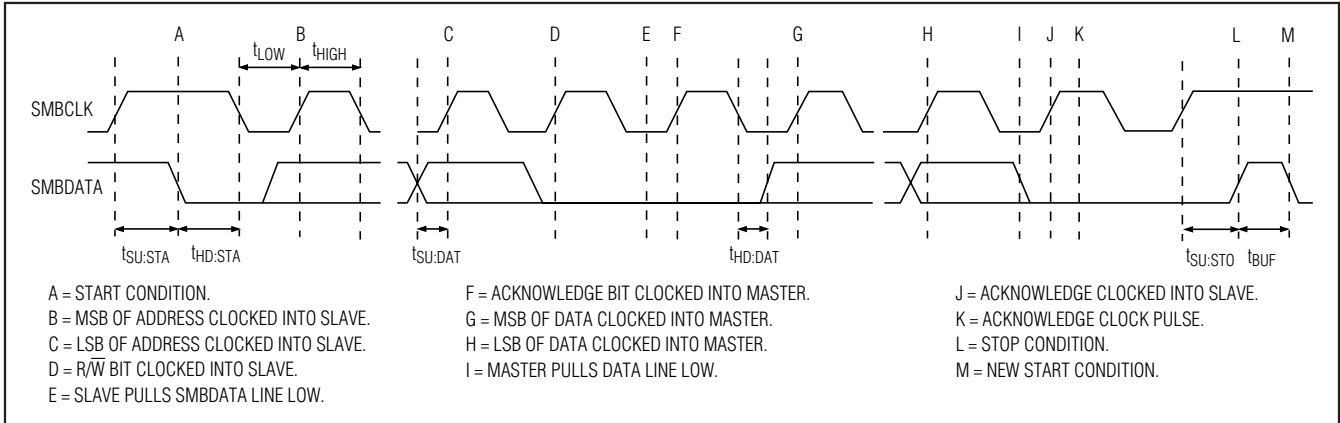 A B C D E F G H I J K L M
tLOW tHIGH
SMBCLK
SMBDATA
tSU:STA tHD:STA tSU:DAT tHD:DAT tSU:STO tBUF
A = START CONDITION.
B = MSB OF ADDRESS CLOCKED INTO SLAVE.
C = LSB OF ADDRESS CLOCKED INTO SLAVE.
D = R/W̅ BIT CLOCKED INTO SLAVE.
E = SLAVE PULLS SMBDATA LINE LOW.
F = ACKNOWLEDGE BIT CLOCKED INTO MASTER.
G = MSB OF DATA CLOCKED INTO MASTER.
H = LSB OF DATA CLOCKED INTO MASTER.
I = MASTER PULLS DATA LINE LOW.
J = ACKNOWLEDGE CLOCKED INTO SLAVE.
K = ACKNOWLEDGE CLOCK PULSE.
L = STOP CONDITION.
M = NEW START CONDITION.